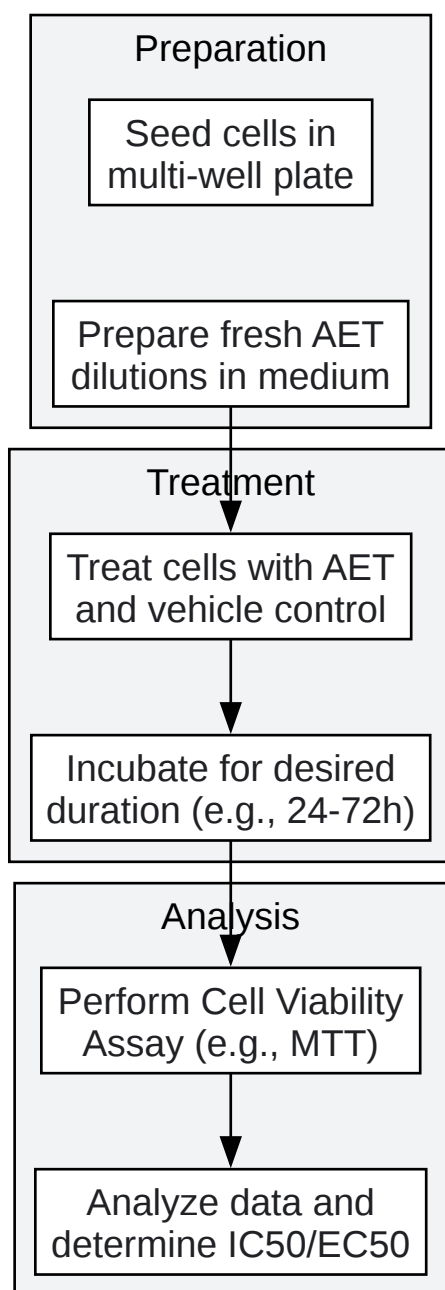 Preparation
Seed cells in
multi-well plate
Prepare fresh AET
dilutions in medium
Treatment
Treat cells with AET
and vehicle control
Incubate for desired
duration (e.g., 24-72h)
Analysis
Perform Cell Viability
Assay (e.g., MTT)
Analyze data and
determine IC50/EC50